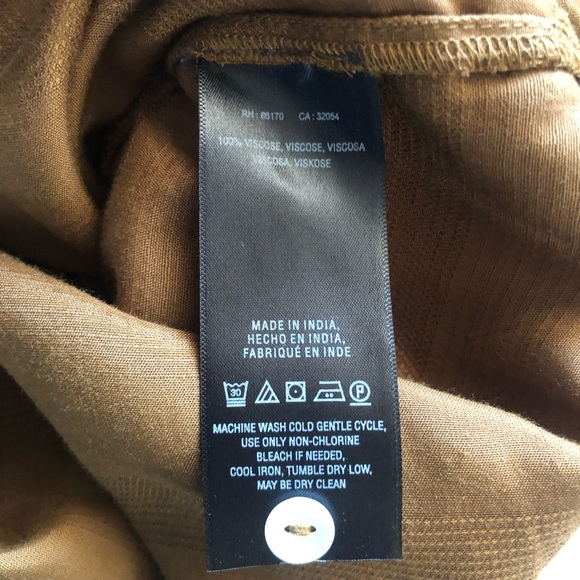 RH : 65170 CA : 32054
100% VISCOSE, VISCOSE, VISCOSA
VISCOSA, VISKOSE
MADE IN INDIA,
HECHO EN INDIA,
FABRIQUÉ EN INDE
30 P
MACHINE WASH COLD GENTLE CYCLE,
USE ONLY NON-CHLORINE
BLEACH IF NEEDED,
COOL IRON, TUMBLE DRY LOW,
MAY BE DRY CLEAN